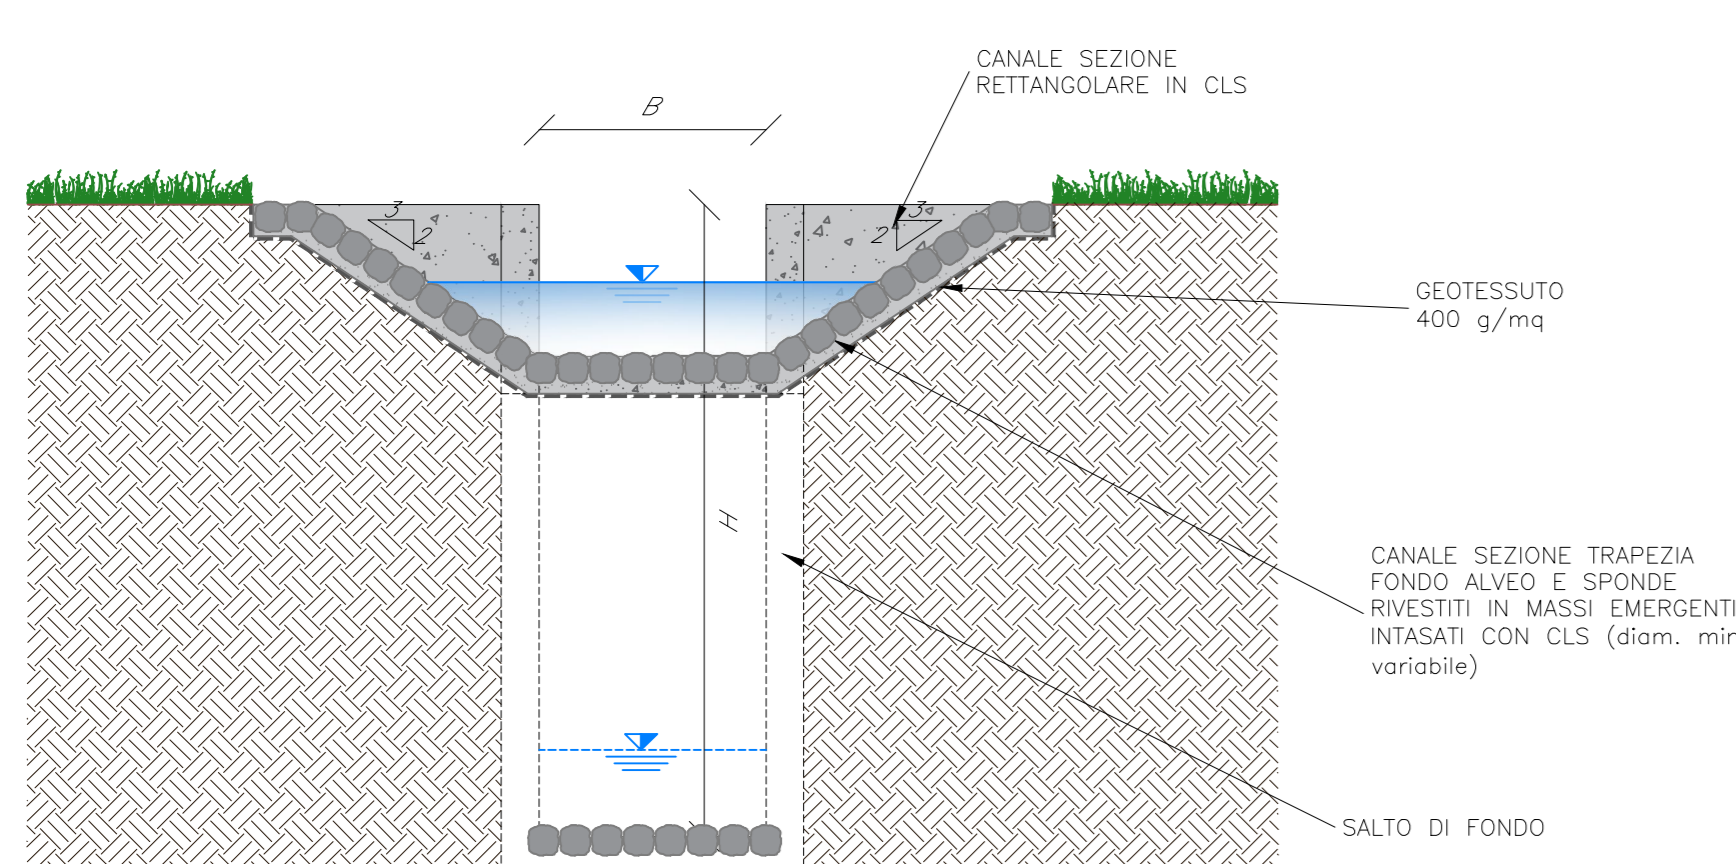 CANALE SEZIONE
RETTANGOLARE IN CLS
B
3
2
3
2
GEOTESSUTO
400 g/mq
H
CANALE SEZIONE TRAPEZIA
FONDO ALVEO E SPONDE
RIVESTITI IN MASSI EMERGENTI
INTASATI CON CLS (diam. min
variabile)
SALTO DI FONDO